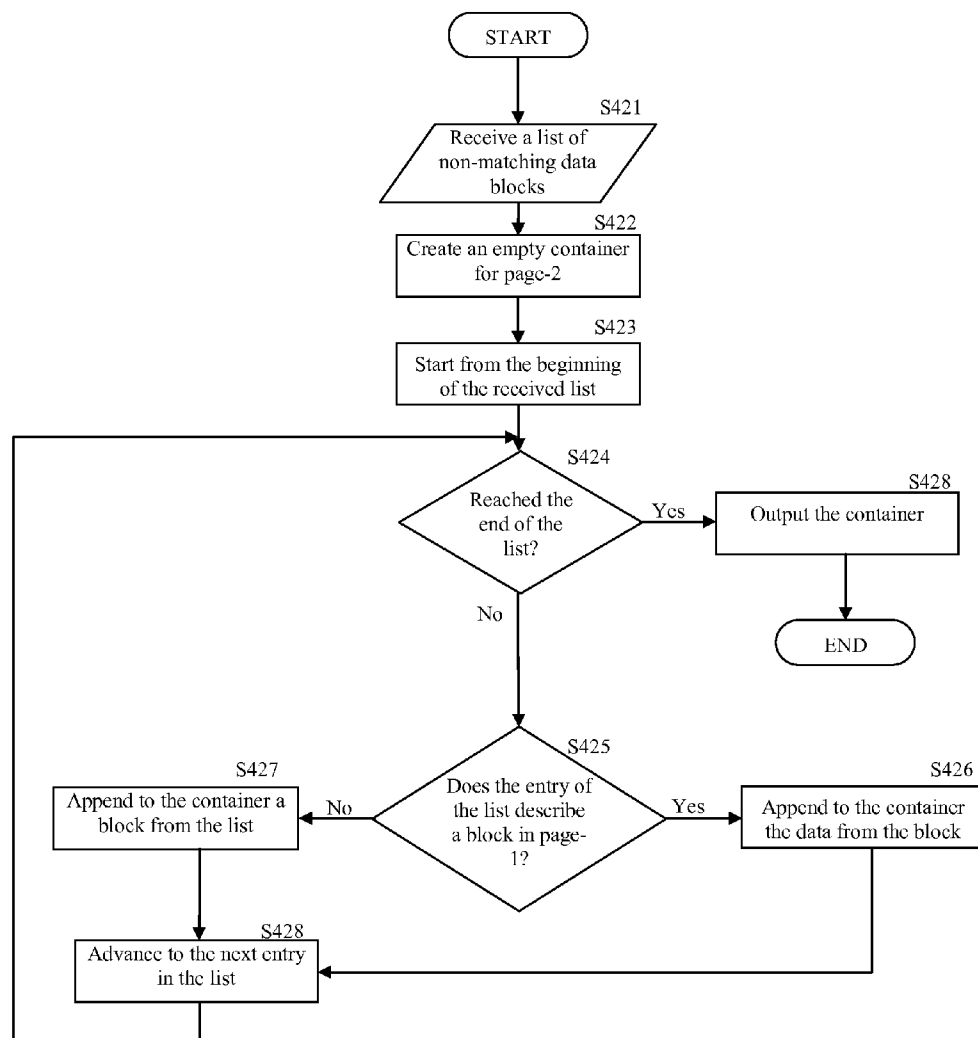 START
S421
Receive a list of
non-matching data
blocks
S422
Create an empty container
for page-2
S423
Start from the beginning
of the received list
S424
Reached the
end of the
list?
Yes
S428
Output the container
No
END
S425
Does the entry of
the list describe
a block in page-
1?
S427
No
Append to the container a
block from the list
Yes
S426
Append to the container
the data from the block
S428
Advance to the next entry
in the list